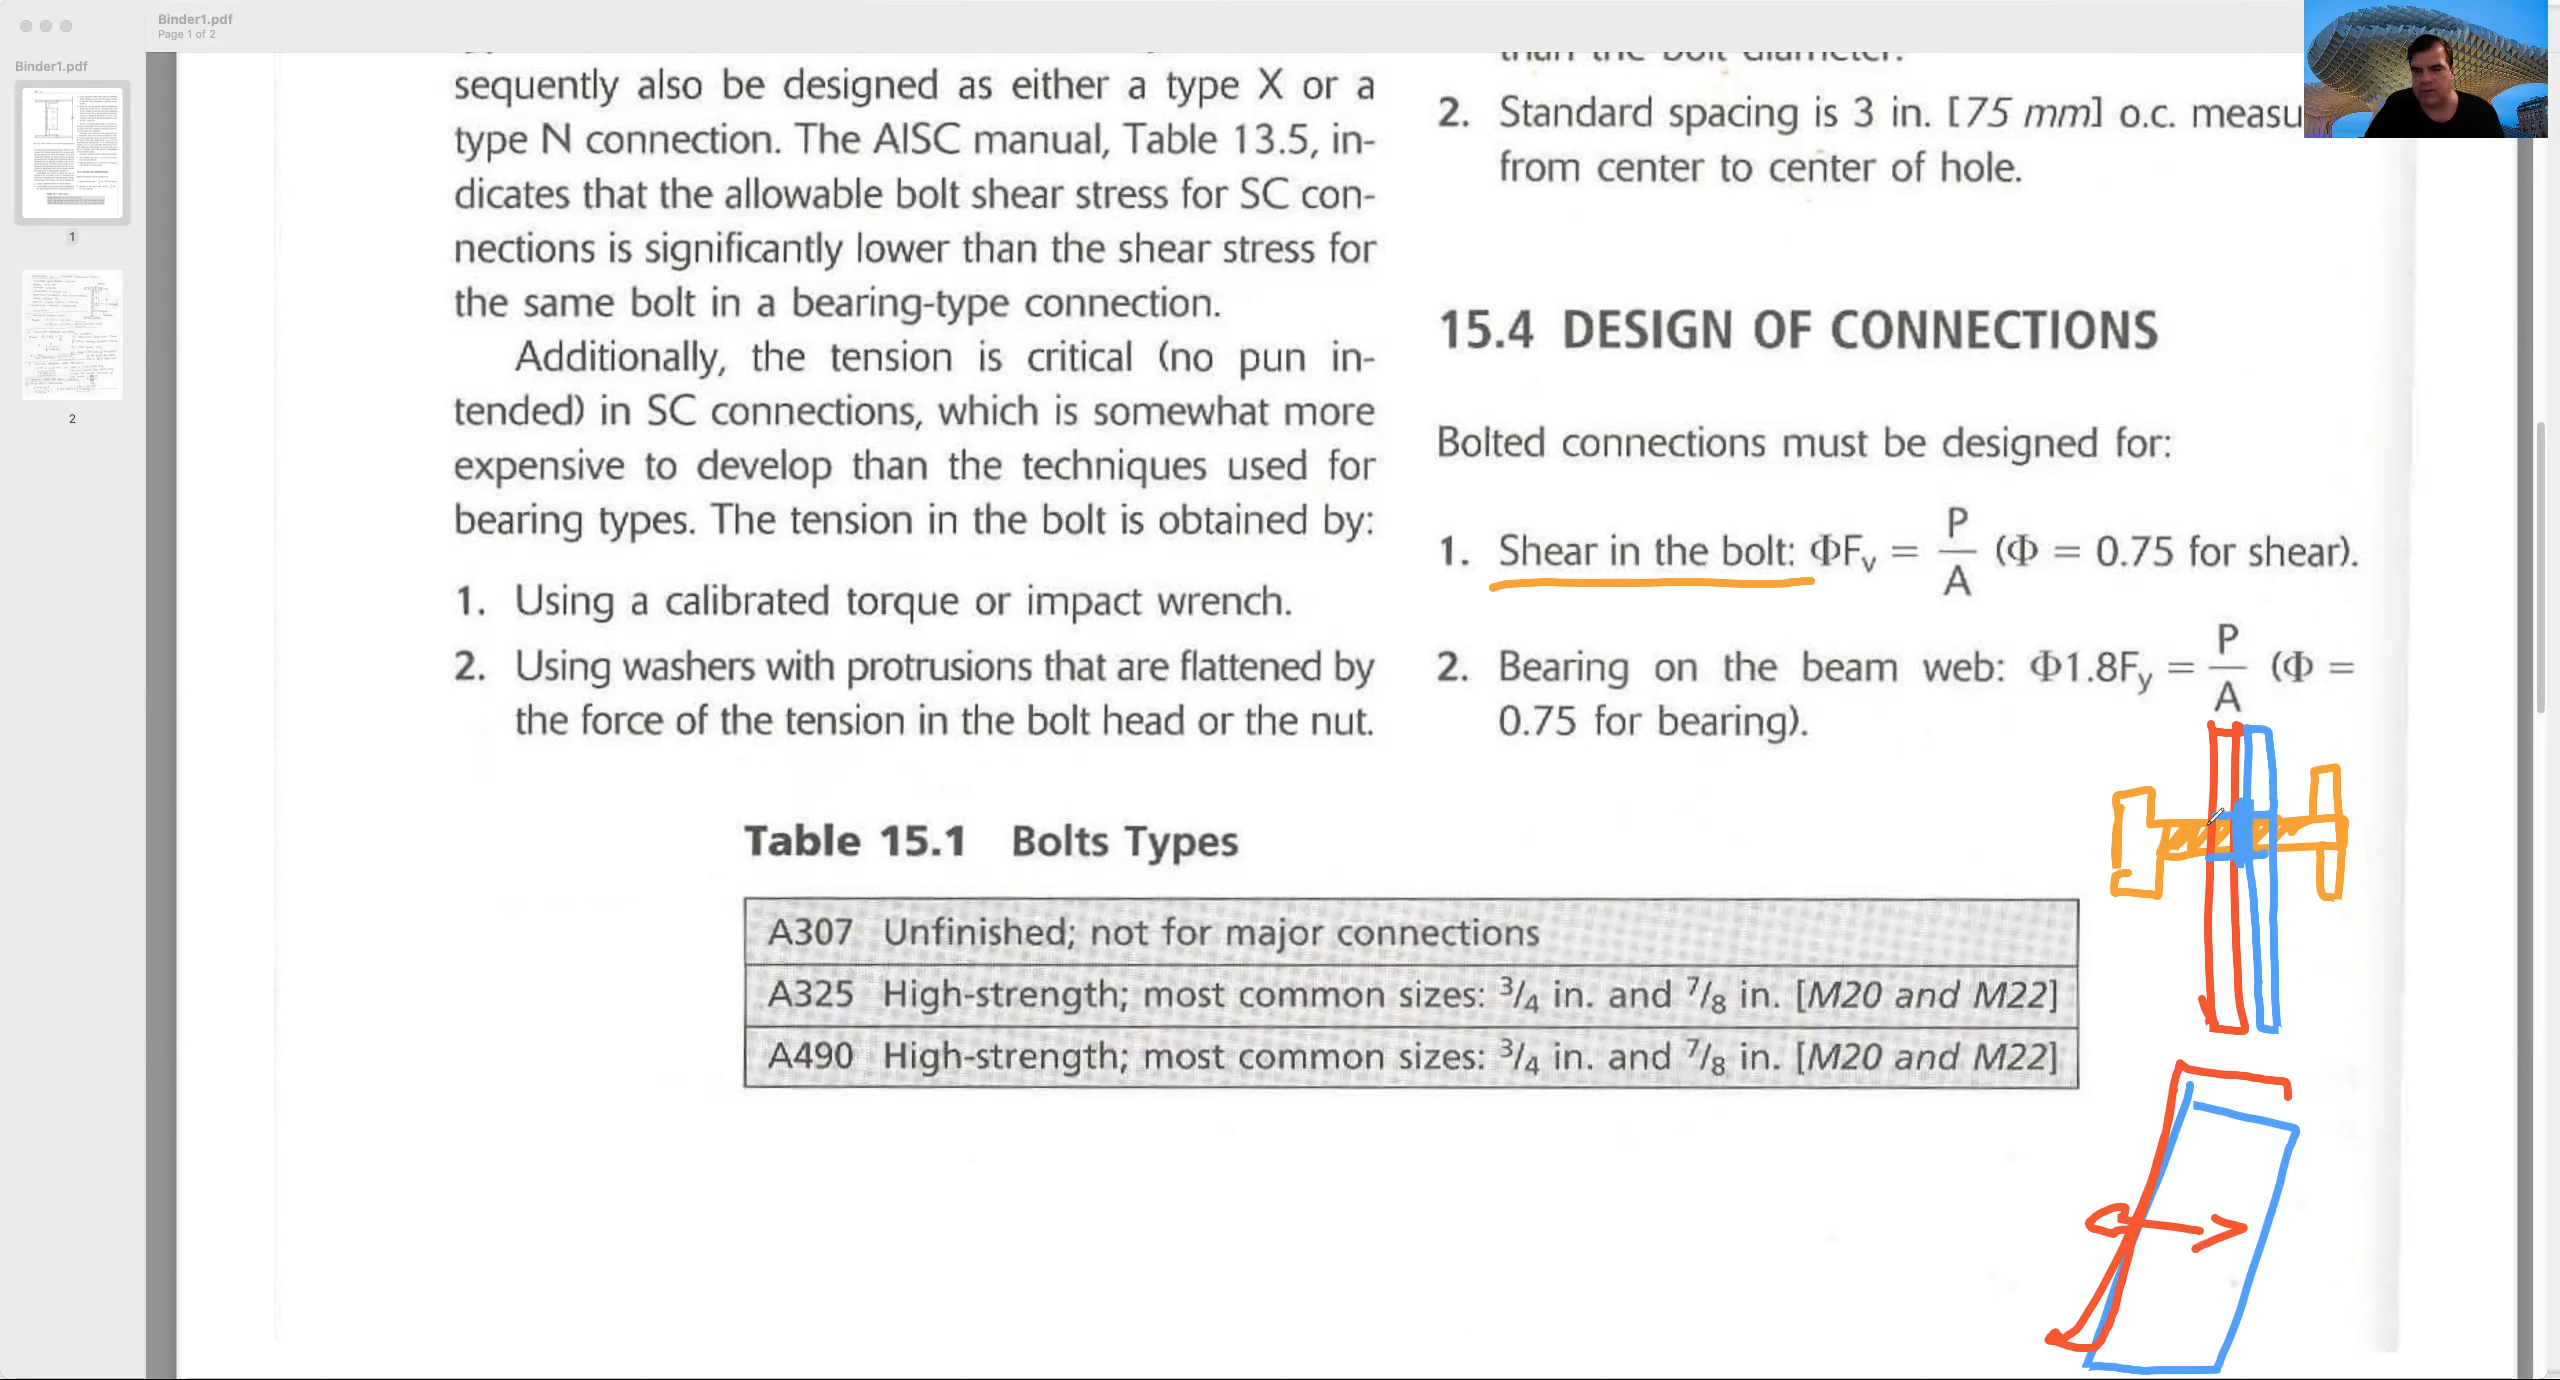 Binder1.pdf
Page 1 of 2
Binder1.pdf
1
2
sequently also be designed as either a type X or a
type N connection. The AISC manual, Table 13.5, in-
dicates that the allowable bolt shear stress for SC con-
nections is significantly lower than the shear stress for
the same bolt in a bearing-type connection.
Additionally, the tension is critical (no pun in-
tended) in SC connections, which is somewhat more
expensive to develop than the techniques used for
bearing types. The tension in the bolt is obtained by:
1. Using a calibrated torque or impact wrench.
2. Using washers with protrusions that are flattened by
the force of the tension in the bolt head or the nut.
than the bolt diameter.
2. Standard spacing is 3 in. [75 mm] o.c. measu
from center to center of hole.
15.4 DESIGN OF CONNECTIONS
Bolted connections must be designed for:
1. Shear in the bolt: ΦFv = P/A (Φ = 0.75 for shear).
2. Bearing on the beam web: Φ1.8Fy = P/A (Φ =
0.75 for bearing).
Table 15.1 Bolts Types
A307 Unfinished; not for major connections
A325 High-strength; most common sizes: 3/4 in. and 7/8 in. [M20 and M22]
A490 High-strength; most common sizes: 3/4 in. and 7/8 in. [M20 and M22]